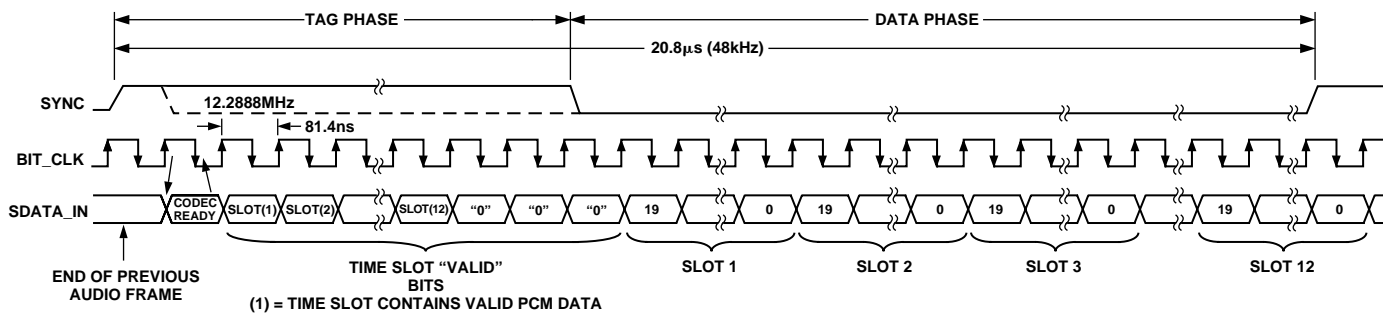 TAG PHASE
DATA PHASE
20.8µs (48kHz)
SYNC
12.2888MHz
81.4ns
BIT_CLK
SDATA_IN
CODEC
READY
SLOT(1)
SLOT(2)
SLOT(12)
“0”
“0”
“0”
19
0
19
0
19
0
19
0
END OF PREVIOUS
AUDIO FRAME
TIME SLOT “VALID”
BITS
(1) = TIME SLOT CONTAINS VALID PCM DATA
SLOT 1
SLOT 2
SLOT 3
SLOT 12